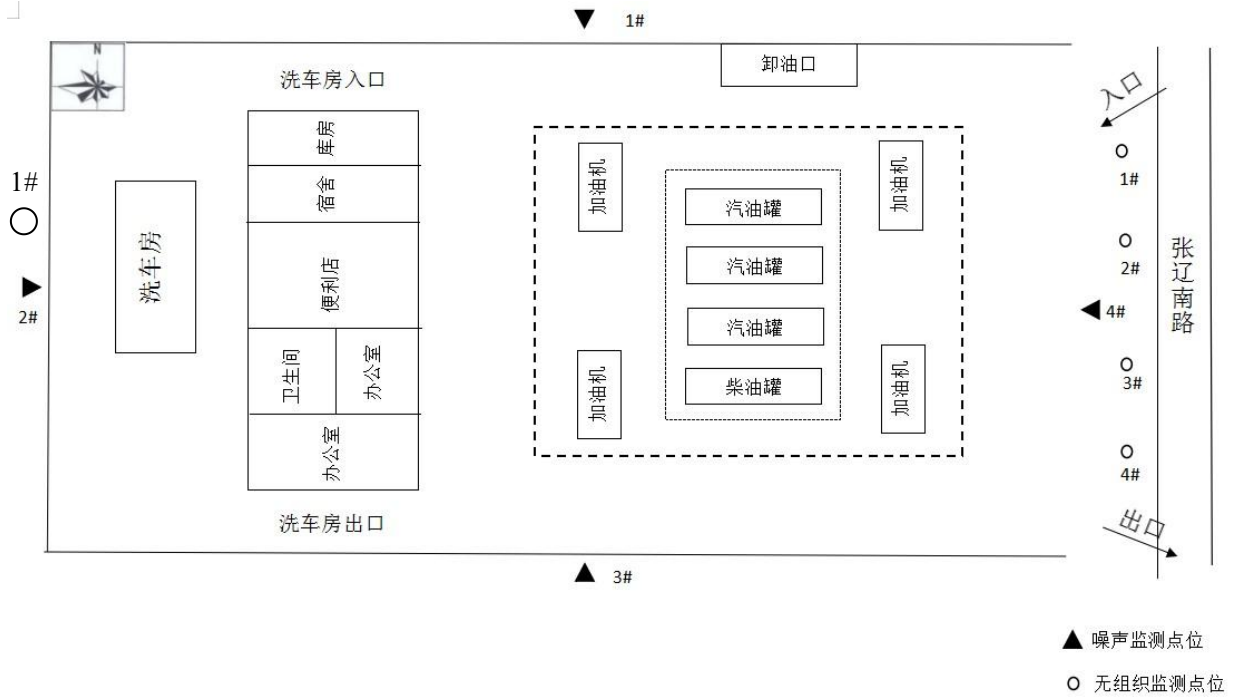 1#
N
卸油口
洗车房入口
入口
库房
加油机
加油机
1#
1#
宿舍
汽油罐
洗车房
便利店
汽油罐
2#
张辽南路
2#
汽油罐
4#
卫生间
办公室
加油机
柴油罐
加油机
3#
办公室
4#
洗车房出口
出口
3#
噪声监测点位
无组织监测点位